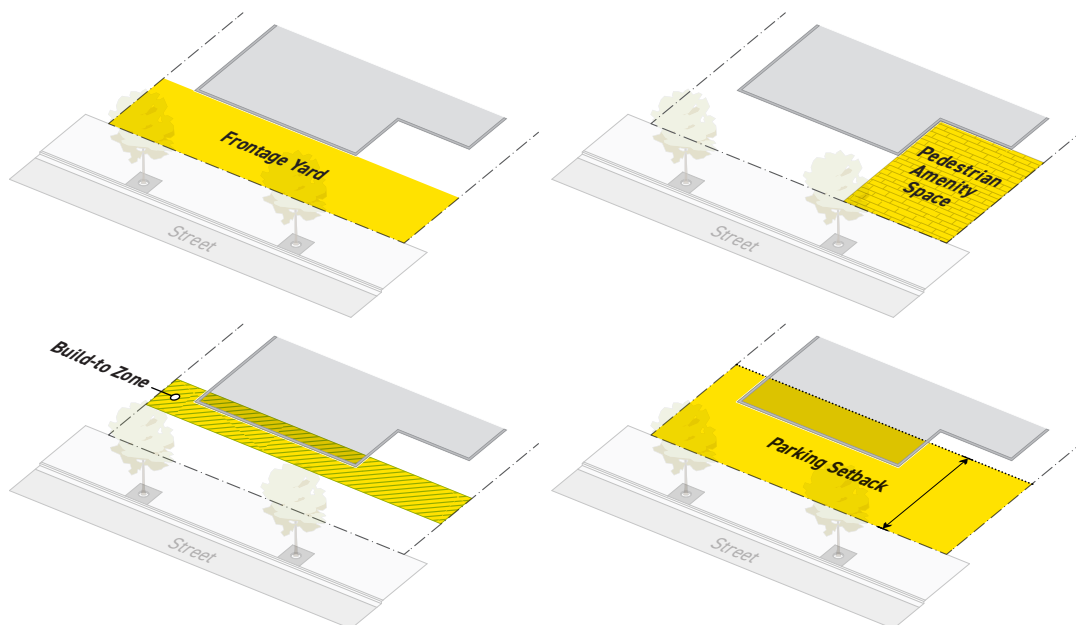 Frontage Yard
Street
Pedestrian
Amenity
Space
Street
Build-to Zone
Street
Parking Setback
Street